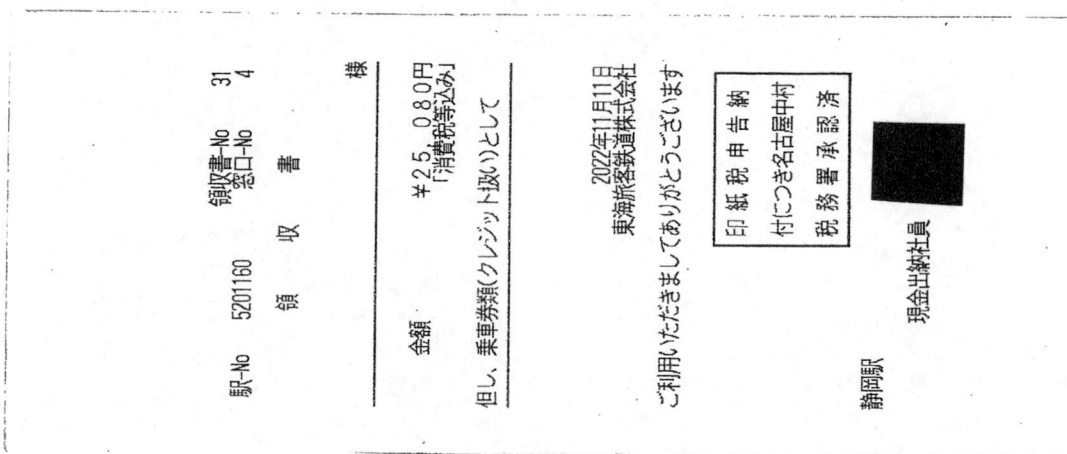 駅-No 5201160 領収書-No 31
窓口-No 4
領収書
様
金額 ¥25,080円
「消費税等込み」
但し、乗車券類(クレジット扱い)として
2022年11月11日
東海旅客鉄道株式会社
ご利用いただきましてありがとうございます
印紙税申告納
付につき名古屋中村
税務署承認済
静岡駅
現金出納社員